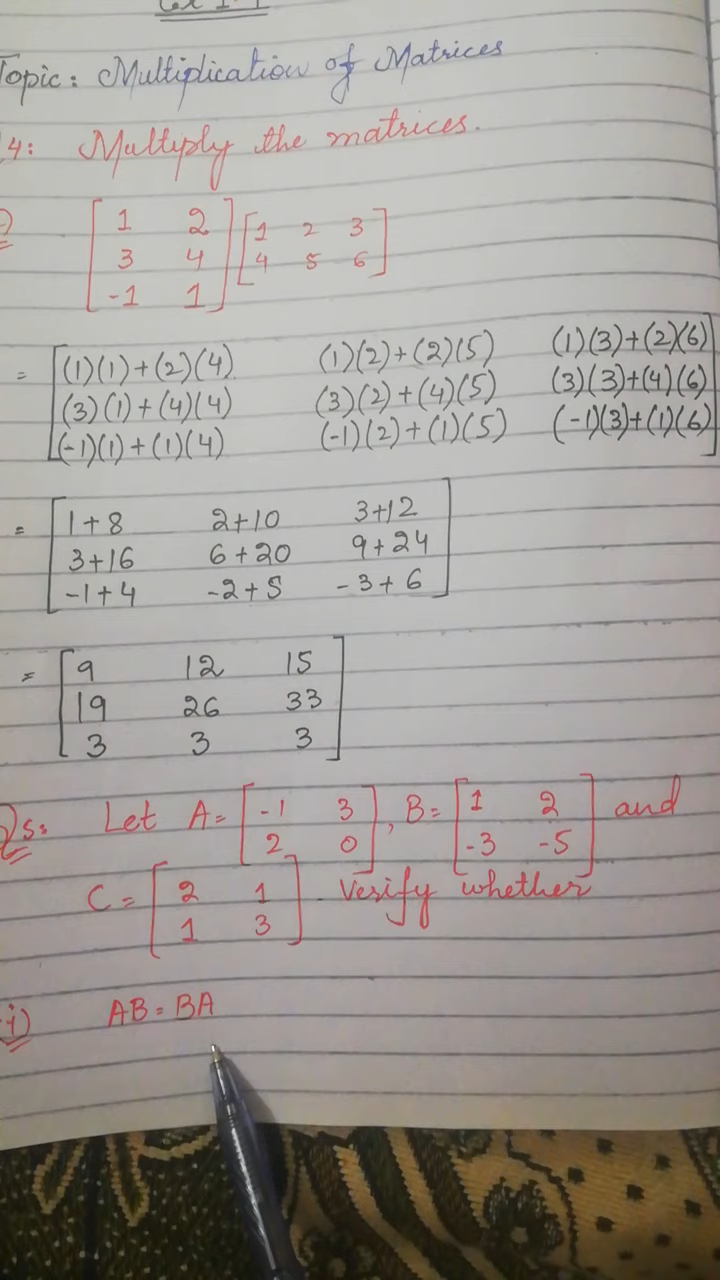 Topic: Multiplication of Matrices
4: Multiply the matrices.
[1 2] [1 2 3]
[3 4] [4 5 6]
[-1 1]
= [(1)(1)+(2)(4) (1)(2)+(2)(5) (1)(3)+(2)(6)]
[(3)(1)+(4)(4) (3)(2)+(4)(5) (3)(3)+(4)(6)]
[(-1)(1)+(1)(4) (-1)(2)+(1)(5) (-1)(3)+(1)(6)]
= [1+8 2+10 3+12]
[3+16 6+20 9+24]
[-1+4 -2+5 -3+6]
= [9 12 15]
[19 26 33]
[3 3 3]
Q5: Let A= [-1 3], B= [1 2] and
[2 0] [-3 -5]
C= [2 1]. Verify whether
[1 3]
i) AB=BA